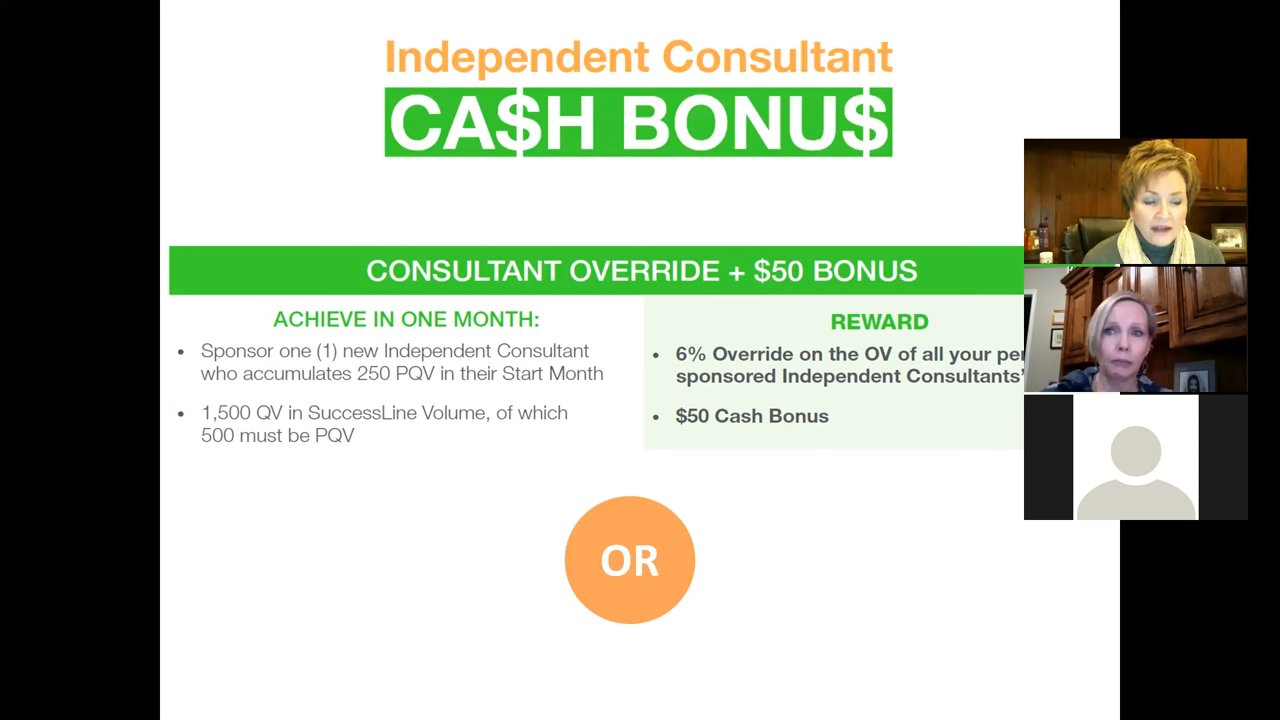 Independent Consultant
CA$H BONU$
CONSULTANT OVERRIDE + $50 BONUS
ACHIEVE IN ONE MONTH:
• Sponsor one (1) new Independent Consultant
who accumulates 250 PQV in their Start Month
• 1,500 QV in SuccessLine Volume, of which
500 must be PQV
REWARD
• 6% Override on the OV of all your
sponsored Independent Consultants'
• $50 Cash Bonus
OR